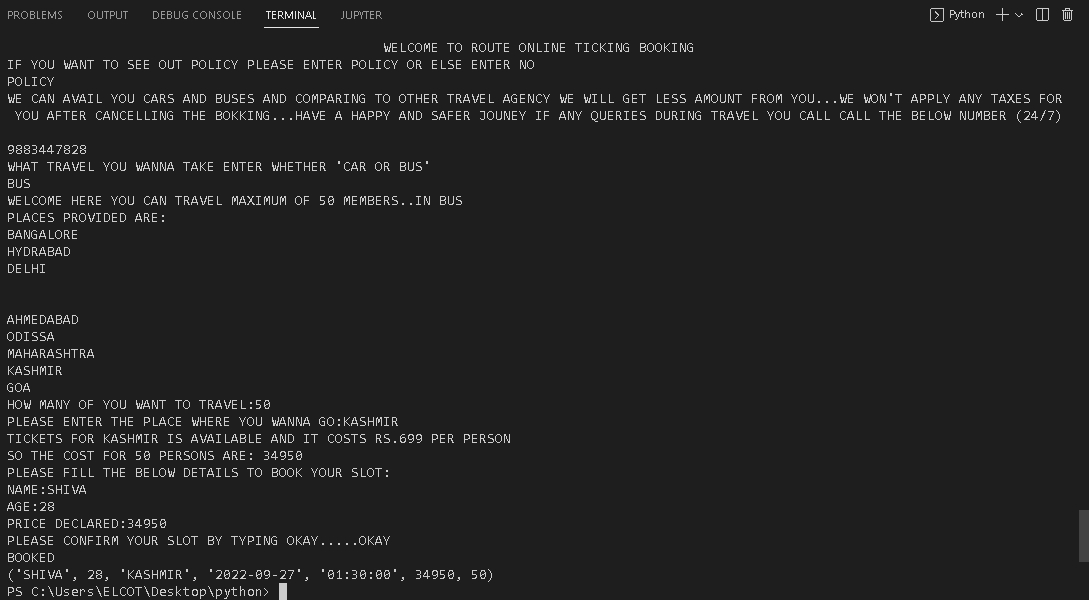 PROBLEMS OUTPUT DEBUG CONSOLE TERMINAL JUPYTER Python
WELCOME TO ROUTE ONLINE TICKING BOOKING
IF YOU WANT TO SEE OUT POLICY PLEASE ENTER POLICY OR ELSE ENTER NO
POLICY
WE CAN AVAIL YOU CARS AND BUSES AND COMPARING TO OTHER TRAVEL AGENCY WE WILL GET LESS AMOUNT FROM YOU...WE WON'T APPLY ANY TAXES FOR
YOU AFTER CANCELLING THE BOKKING...HAVE A HAPPY AND SAFER JOUNEY IF ANY QUERIES DURING TRAVEL YOU CALL CALL THE BELOW NUMBER (24/7)
9883447828
WHAT TRAVEL YOU WANNA TAKE ENTER WHETHER 'CAR OR BUS'
BUS
WELCOME HERE YOU CAN TRAVEL MAXIMUM OF 50 MEMBERS..IN BUS
PLACES PROVIDED ARE:
BANGALORE
HYDRABAD
DELHI
AHMEDABAD
ODISSA
MAHARASHTRA
KASHMIR
GOA
HOW MANY OF YOU WANT TO TRAVEL:50
PLEASE ENTER THE PLACE WHERE YOU WANNA GO:KASHMIR
TICKETS FOR KASHMIR IS AVAILABLE AND IT COSTS RS.699 PER PERSON
SO THE COST FOR 50 PERSONS ARE: 34950
PLEASE FILL THE BELOW DETAILS TO BOOK YOUR SLOT:
NAME:SHIVA
AGE:28
PRICE DECLARED:34950
PLEASE CONFIRM YOUR SLOT BY TYPING OKAY.....OKAY
BOOKED
('SHIVA', 28, 'KASHMIR', '2022-09-27', '01:30:00', 34950, 50)
PS C:\Users\ELCOT\Desktop\python>